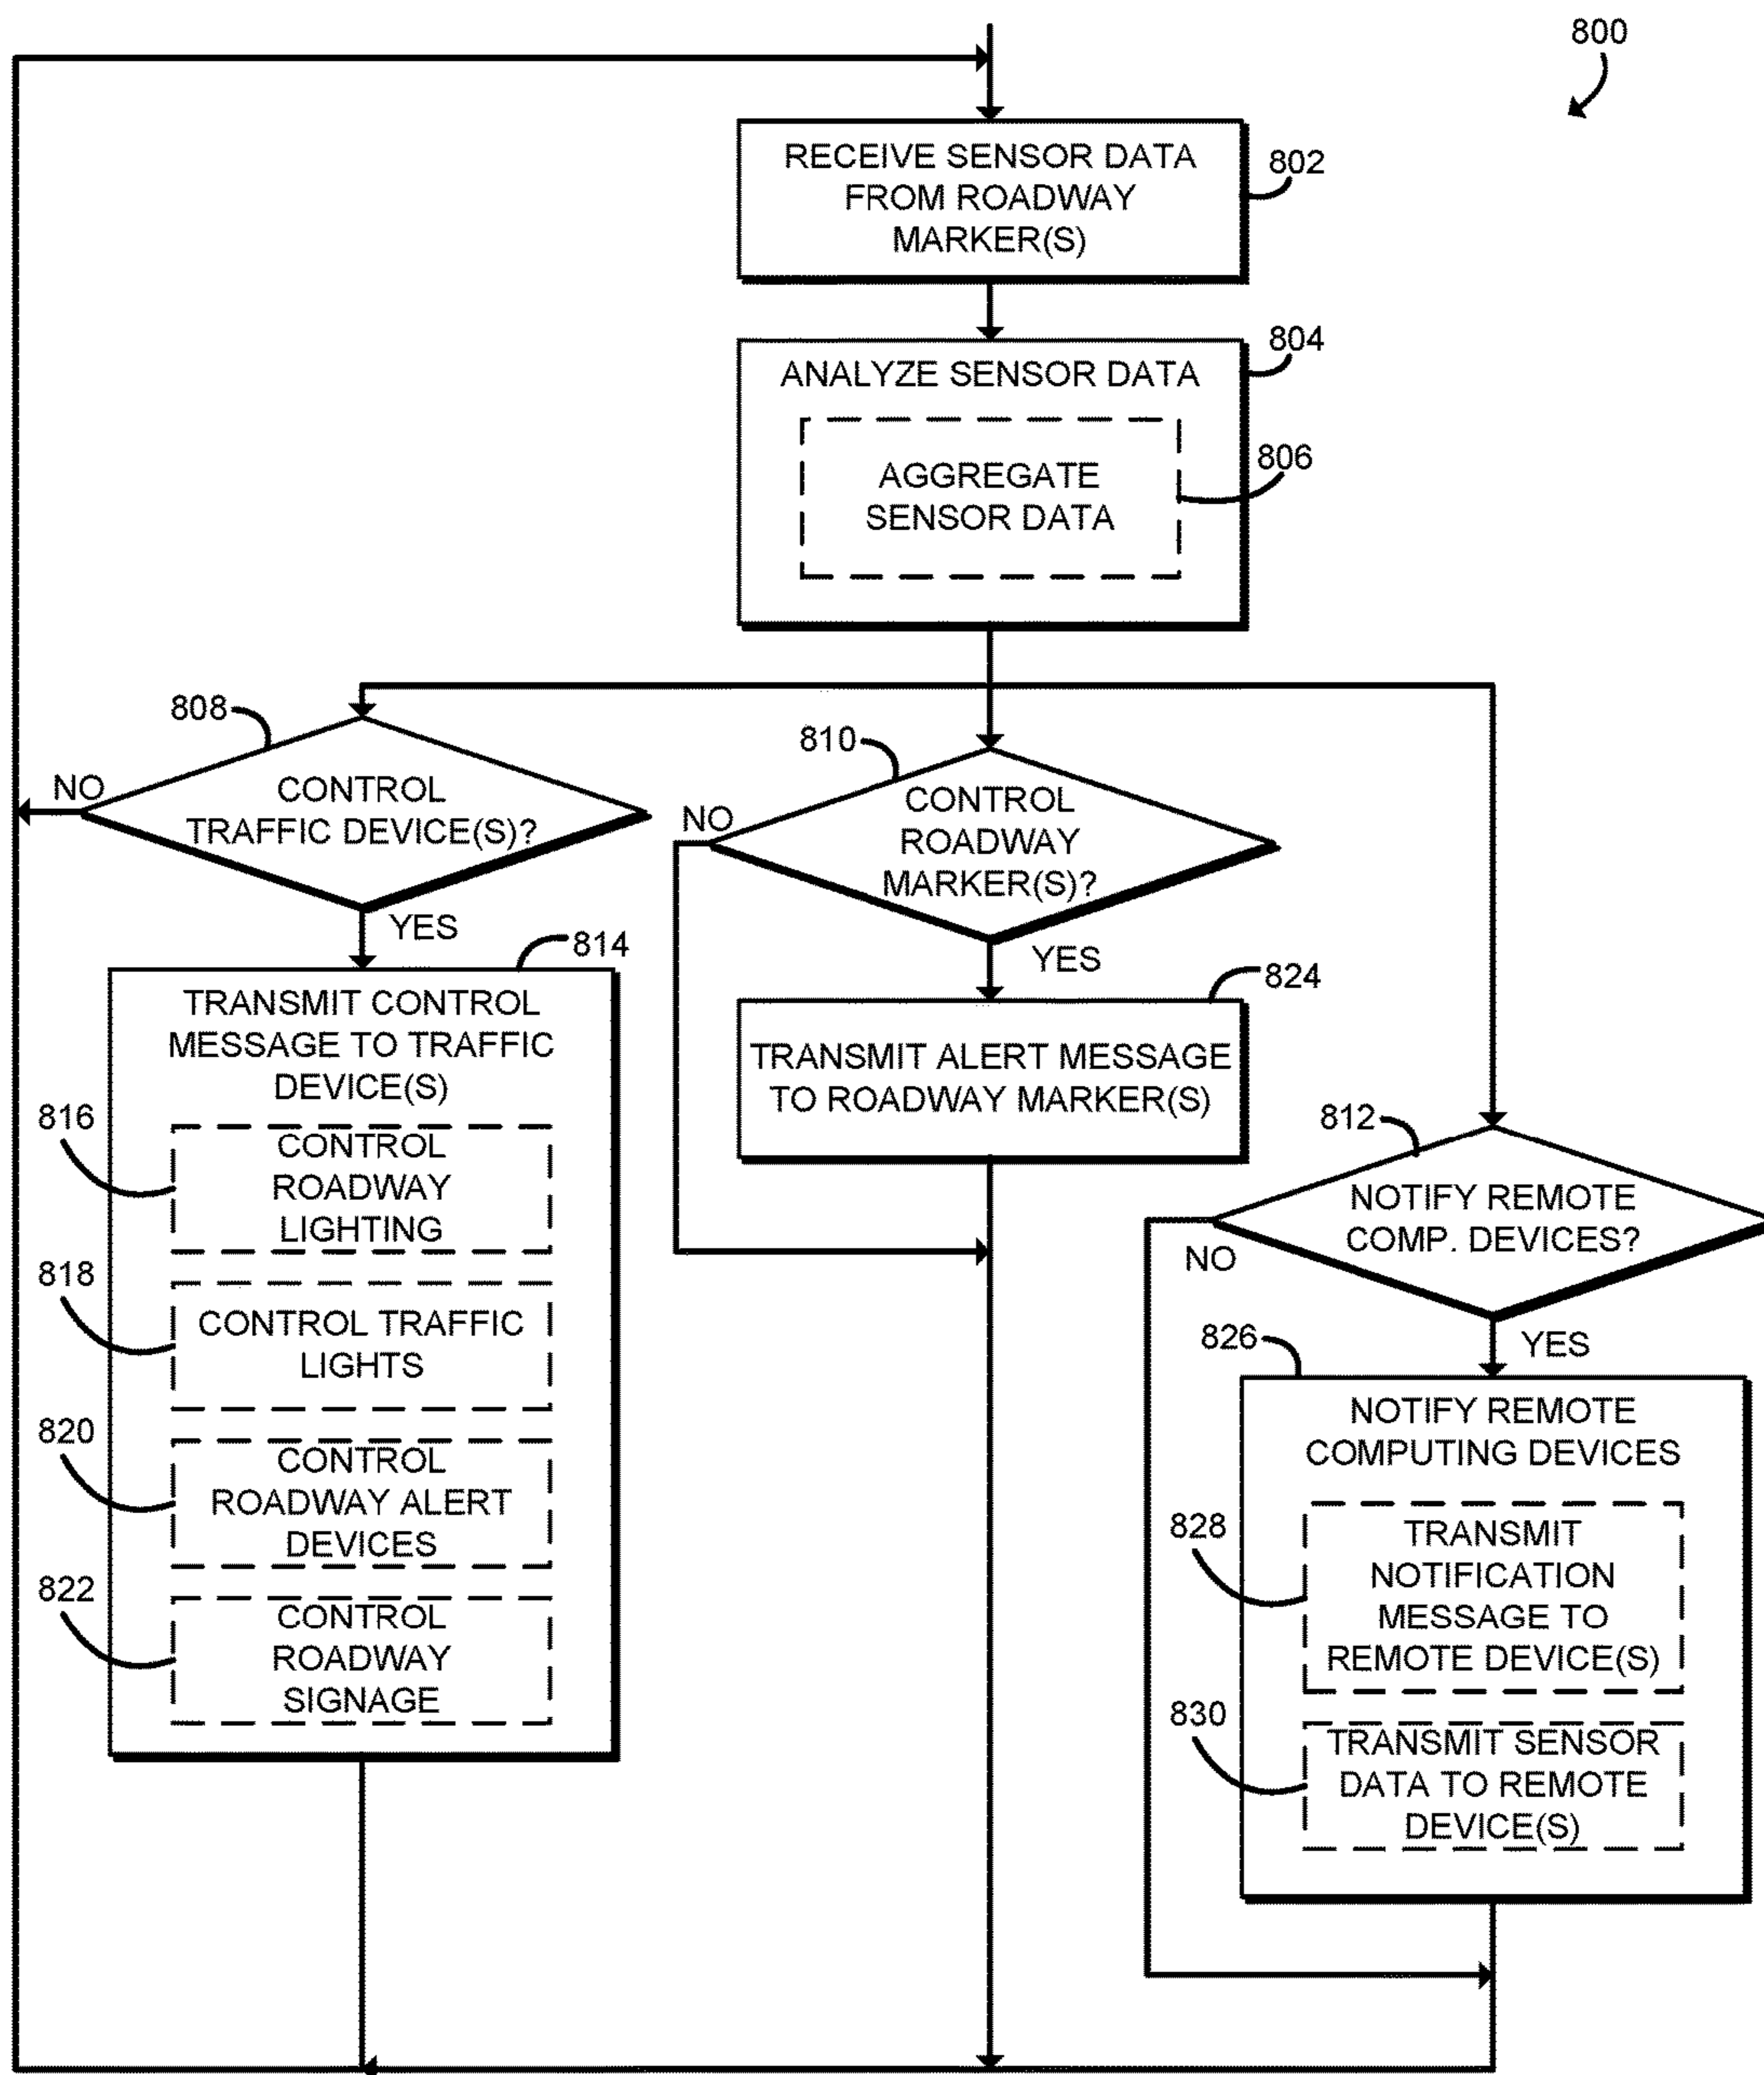 800
RECEIVE SENSOR DATA
FROM ROADWAY
MARKER(S)
802
804
ANALYZE SENSOR DATA
AGGREGATE
SENSOR DATA
806
808
NO
CONTROL
TRAFFIC DEVICE(S)?
YES
810
NO
CONTROL
ROADWAY
MARKER(S)?
YES
814
TRANSMIT CONTROL
MESSAGE TO TRAFFIC
DEVICE(S)
816
CONTROL
ROADWAY
LIGHTING
818
CONTROL TRAFFIC
LIGHTS
820
CONTROL
ROADWAY ALERT
DEVICES
822
CONTROL
ROADWAY
SIGNAGE
824
TRANSMIT ALERT MESSAGE
TO ROADWAY MARKER(S)
812
NOTIFY REMOTE
COMP. DEVICES?
NO
YES
826
NOTIFY REMOTE
COMPUTING DEVICES
828
TRANSMIT
NOTIFICATION
MESSAGE TO
REMOTE DEVICE(S)
830
TRANSMIT SENSOR
DATA TO REMOTE
DEVICE(S)